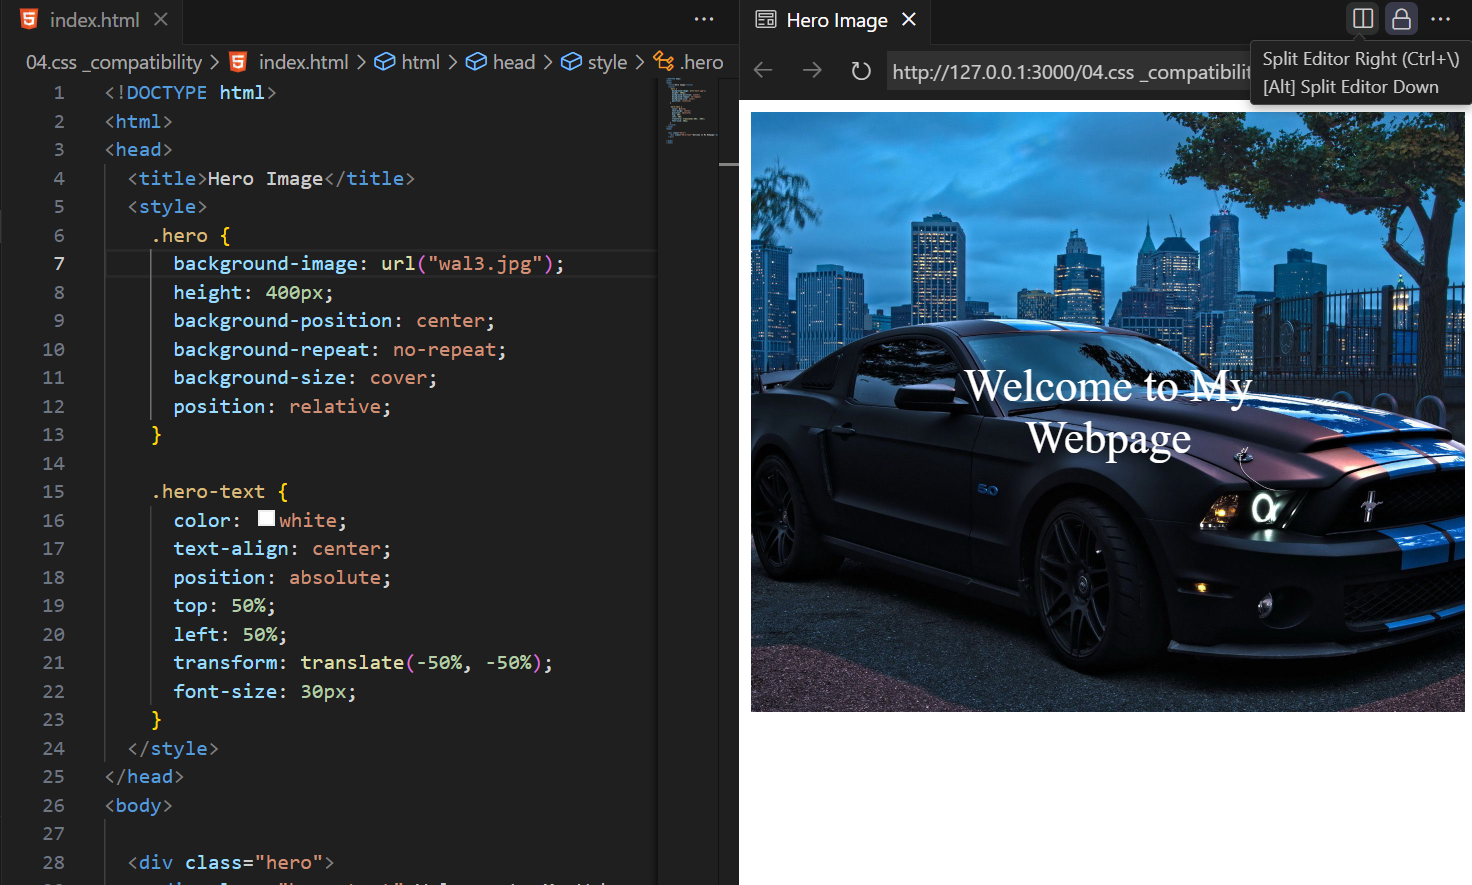 index.html
Hero Image
Split Editor Right (Ctrl+\)
[Alt] Split Editor Down
04.css _compatibility > index.html > html > head > style > .hero
http://127.0.0.1:3000/04.css _compatibilit
1 <!DOCTYPE html>
2 <html>
3 <head>
4 <title>Hero Image</title>
5 <style>
6 .hero {
7 background-image: url("wal3.jpg");
8 height: 400px;
9 background-position: center;
10 background-repeat: no-repeat;
11 background-size: cover;
12 position: relative;
13 }
14
15 .hero-text {
16 color: white;
17 text-align: center;
18 position: absolute;
19 top: 50%;
20 left: 50%;
21 transform: translate(-50%, -50%);
22 font-size: 30px;
23 }
24 </style>
25 </head>
26 <body>
27
28 <div class="hero">
Welcome to My
Webpage
5.0